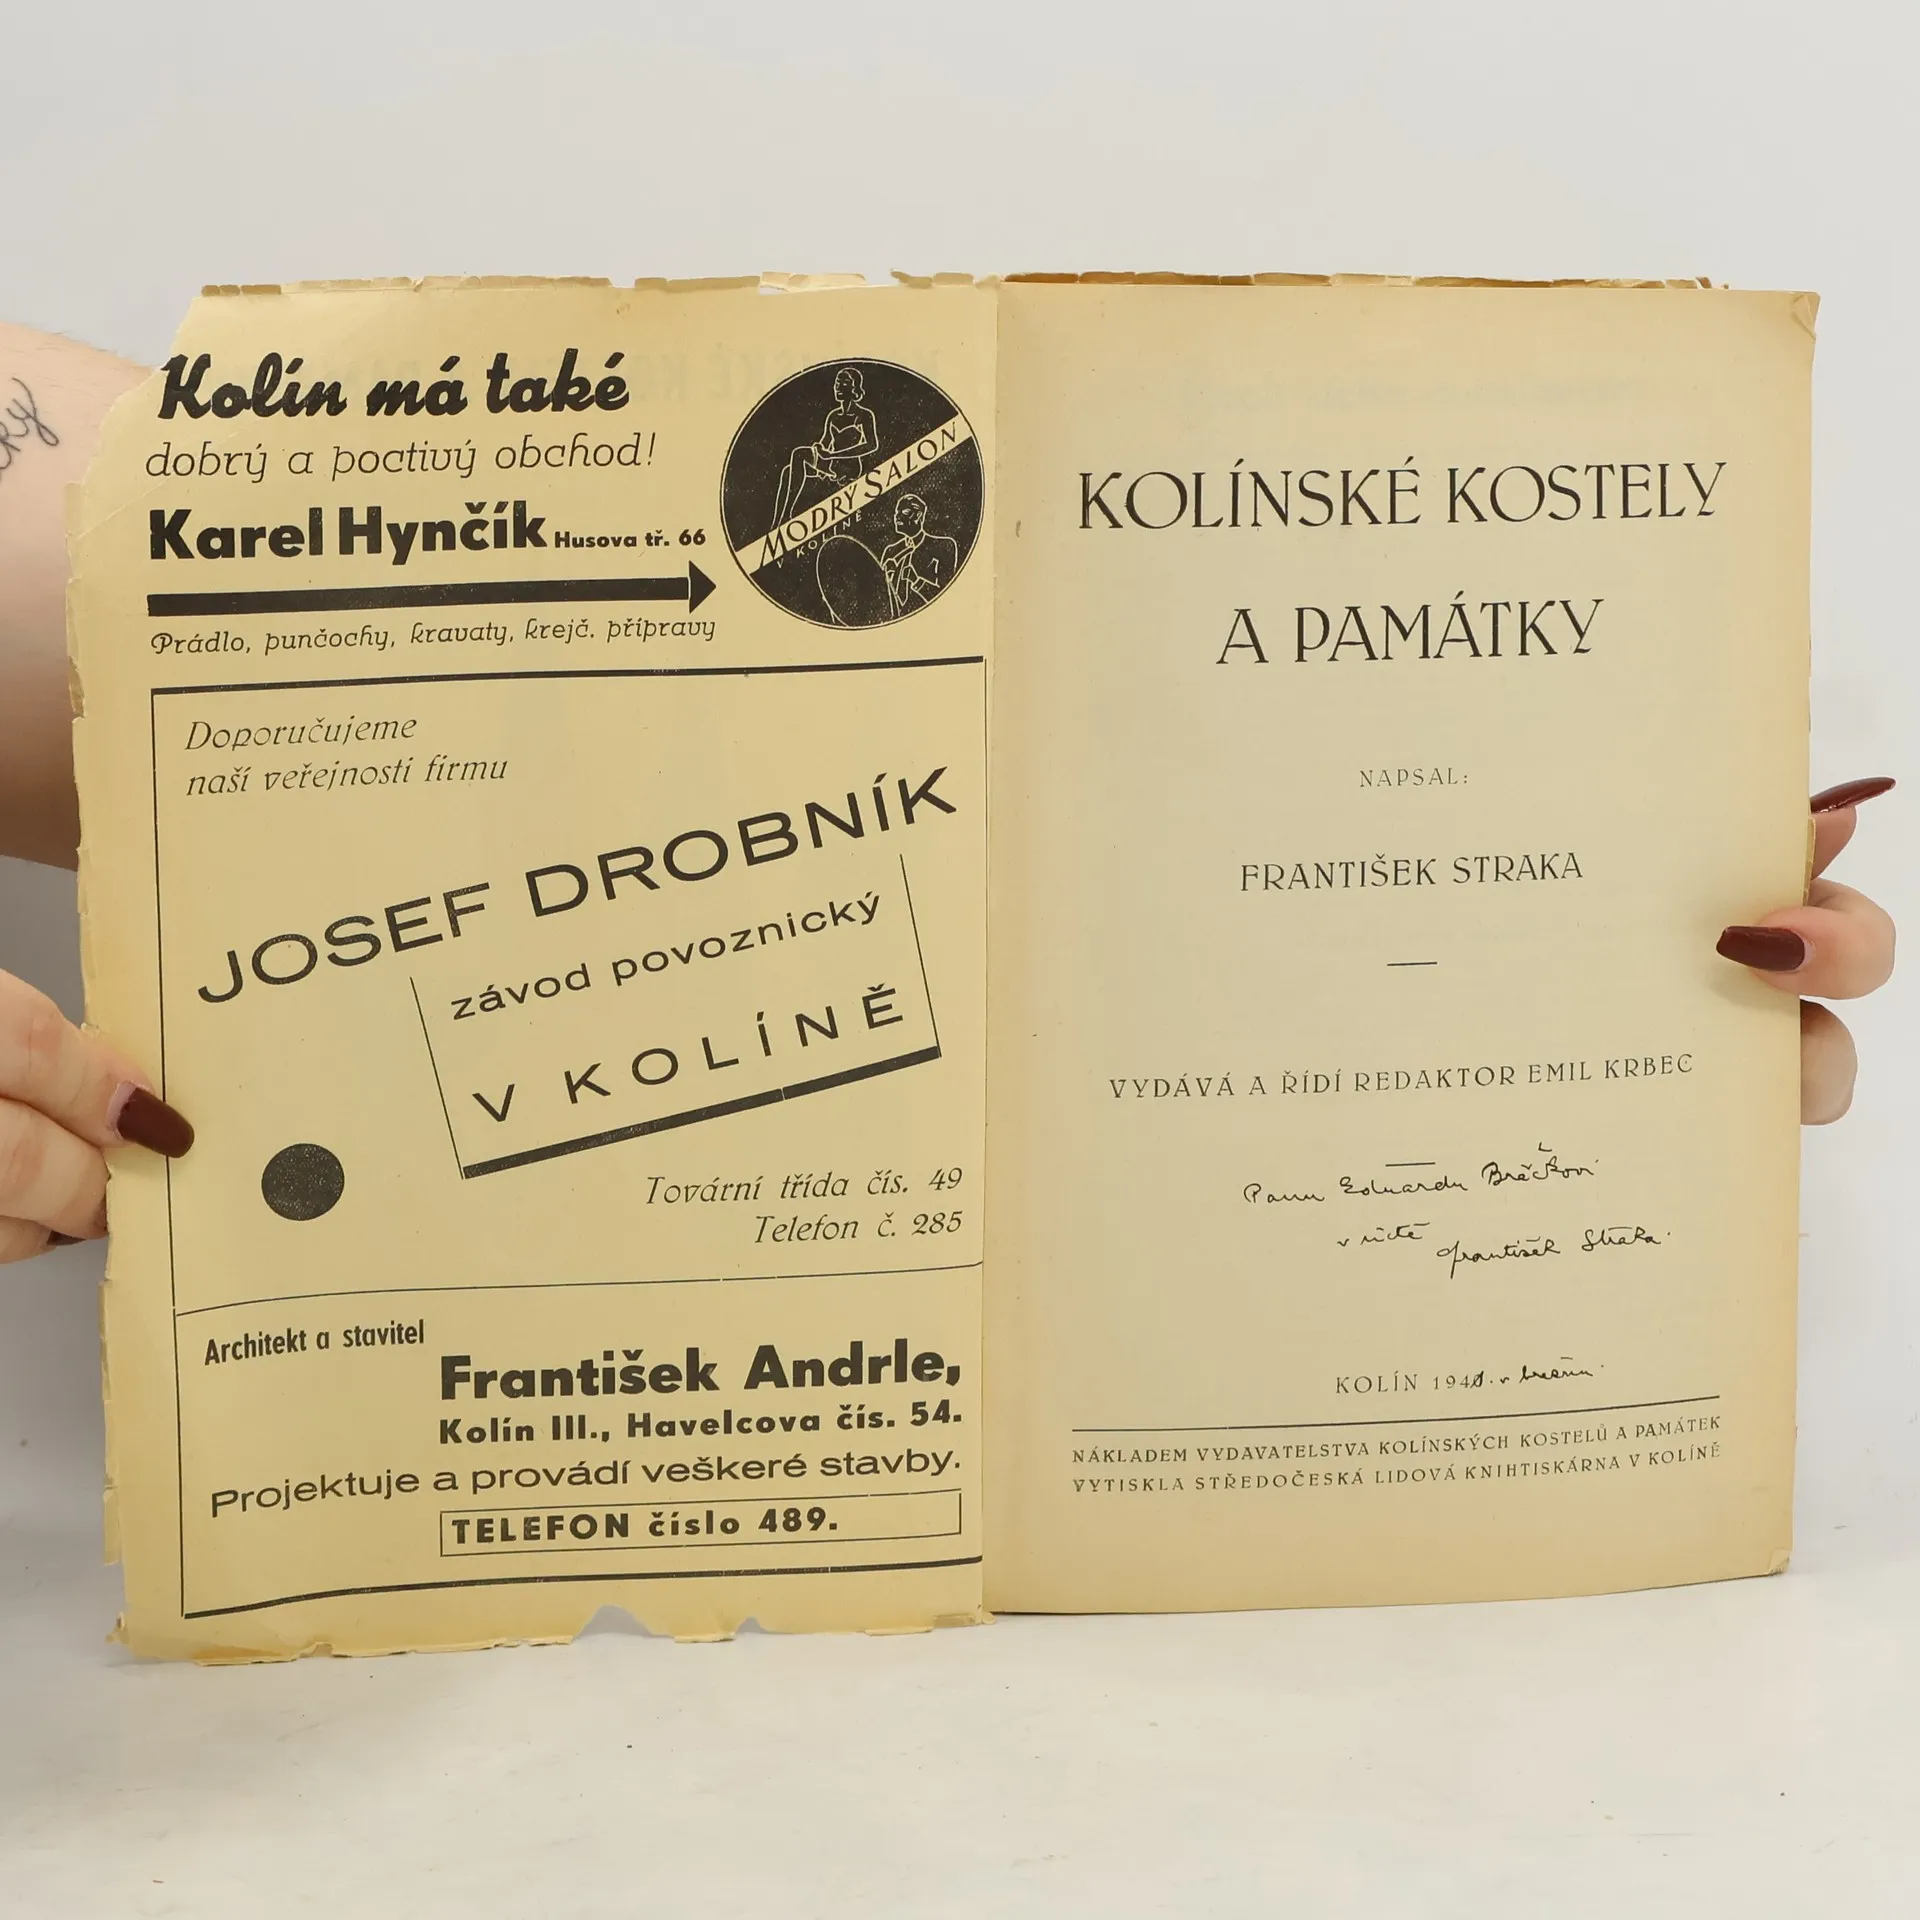 Kolín má také
dobrý a poctivý obchod!
Karel Hynčík Husova tř. 66
Prádlo, punčochy, kravaty, krejč. přípravy
MODRÝ SALON
V KOLÍNĚ
Doporučujeme
naší veřejnosti firmu
JOSEF DROBNÍK
závod povoznický
V KOLÍNĚ
Tovární třída čís. 49
Telefon č. 285
Architekt a stavitel
František Andrle,
Kolín III., Havelcova čís. 54.
Projektuje a provádí veškeré stavby.
TELEFON číslo 489.
KOLÍNSKÉ KOSTELY
A PAMÁTKY
NAPSAL:
FRANTIŠEK STRAKA
VYDÁVÁ A ŘÍDÍ REDAKTOR EMIL KRBEC
Panu Eduardu
v úctě
František Straka.
KOLÍN 1941. v březnu.
NÁKLADEM VYDAVATELSTVA KOLÍNSKÝCH KOSTELŮ A PAMÁTEK
VYTISKLA STŘEDOČESKÁ LIDOVÁ KNIHTISKÁRNA V KOLÍNĚ